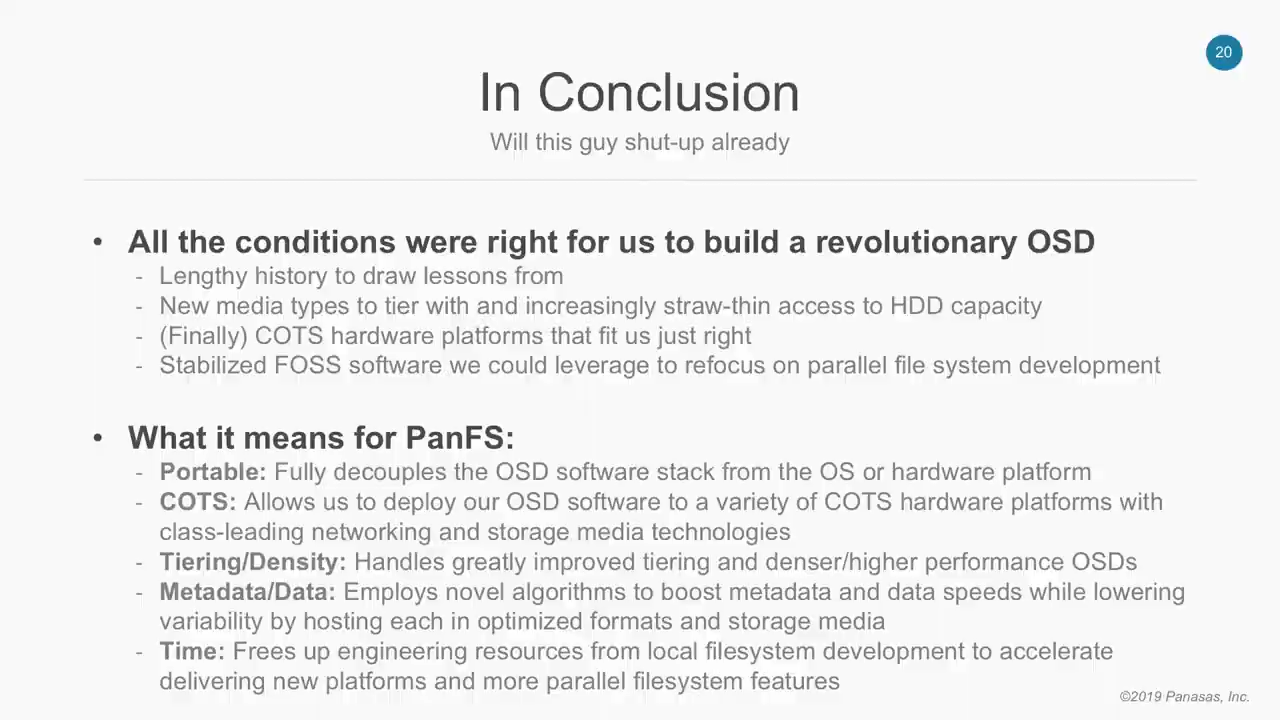 20
In Conclusion
Will this guy shut-up already
• All the conditions were right for us to build a revolutionary OSD
- Lengthy history to draw lessons from
- New media types to tier with and increasingly straw-thin access to HDD capacity
- (Finally) COTS hardware platforms that fit us just right
- Stabilized FOSS software we could leverage to refocus on parallel file system development
• What it means for PanFS:
- Portable: Fully decouples the OSD software stack from the OS or hardware platform
- COTS: Allows us to deploy our OSD software to a variety of COTS hardware platforms with
class-leading networking and storage media technologies
- Tiering/Density: Handles greatly improved tiering and denser/higher performance OSDs
- Metadata/Data: Employs novel algorithms to boost metadata and data speeds while lowering
variability by hosting each in optimized formats and storage media
- Time: Frees up engineering resources from local filesystem development to accelerate
delivering new platforms and more parallel filesystem features
©2019 Panasas, Inc.